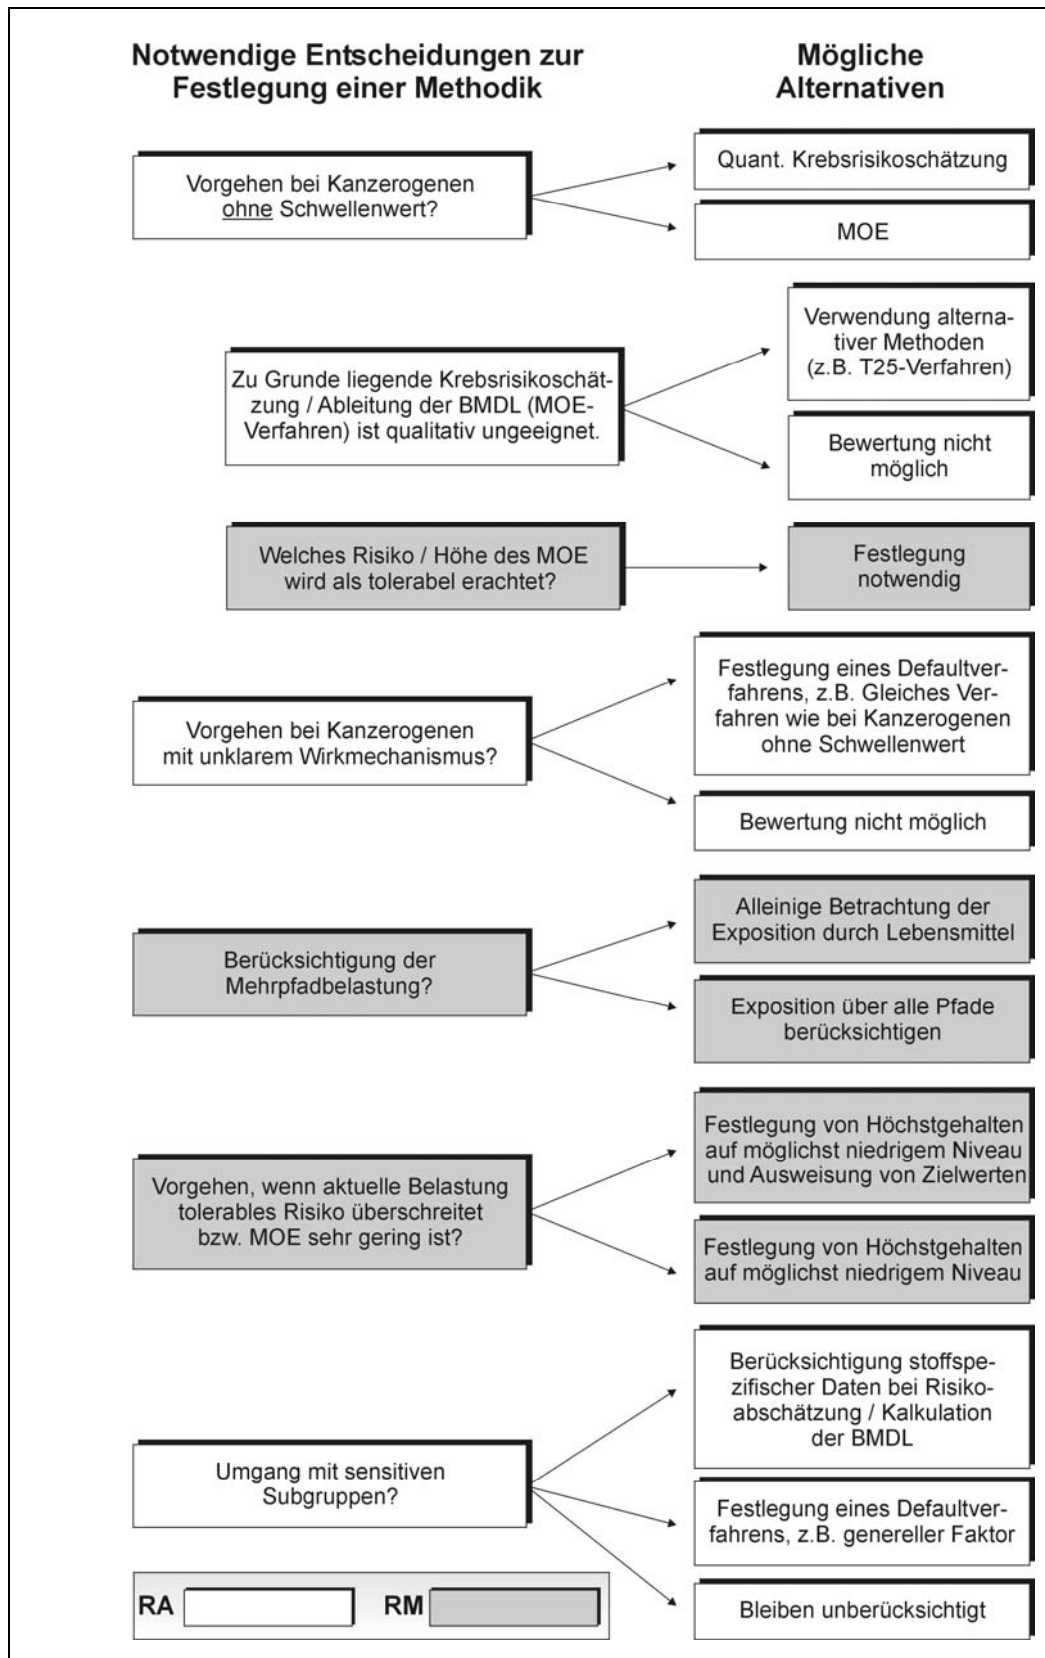 Notwendige Entscheidungen zur
Festlegung einer Methodik
Mögliche
Alternativen
Vorgehen bei Kanzerogenen
ohne Schwellenwert?
Quant. Krebsrisikoschätzung
MOE
Zu Grunde liegende Krebsrisikoschät-
zung / Ableitung der BMDL (MOE-
Verfahren) ist qualitativ ungeeignet.
Verwendung alterna-
tiver Methoden
(z.B. T25-Verfahren)
Bewertung nicht
möglich
Welches Risiko / Höhe des MOE
wird als tolerabel erachtet?
Festlegung
notwendig
Vorgehen bei Kanzerogenen
mit unklarem Wirkmechanismus?
Festlegung eines Defaultver-
fahrens, z.B. Gleiches Ver-
fahren wie bei Kanzerogenen
ohne Schwellenwert
Bewertung nicht möglich
Berücksichtigung der
Mehrpfadbelastung?
Alleinige Betrachtung der
Exposition durch Lebensmittel
Exposition über alle Pfade
berücksichtigen
Vorgehen, wenn aktuelle Belastung
tolerables Risiko überschreitet
bzw. MOE sehr gering ist?
Festlegung von Höchstgehalten
auf möglichst niedrigem Niveau
und Ausweisung von Zielwerten
Festlegung von Höchstgehalten
auf möglichst niedrigem Niveau
Umgang mit sensitiven
Subgruppen?
Berücksichtigung stoffspe-
zifischer Daten bei Risiko-
abschätzung / Kalkulation
der BMDL
Festlegung eines Defaultver-
fahrens, z.B. genereller Faktor
Bleiben unberücksichtigt
RA
RM